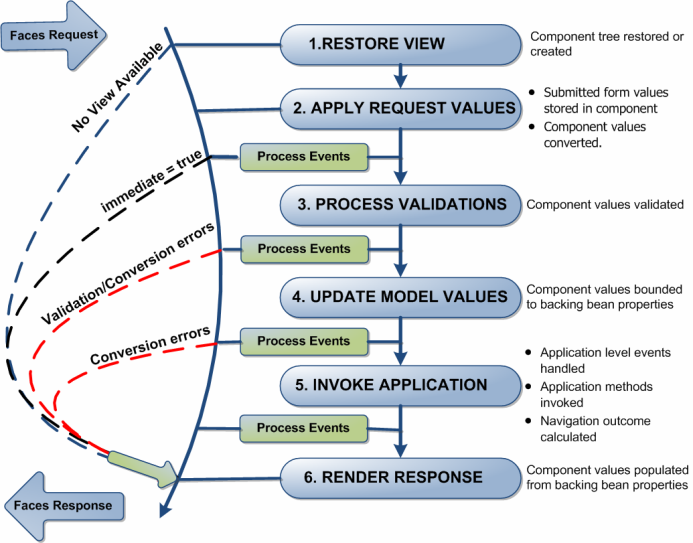 Faces Request
1.RESTORE VIEW
Component tree restored or
created
No View Available
2. APPLY REQUEST VALUES
• Submitted form values
stored in component
• Component values
converted.
immediate = true
Process Events
3. PROCESS VALIDATIONS
Component values validated
Validation/Conversion errors
Process Events
4. UPDATE MODEL VALUES
Component values bounded
to backing bean properties
Conversion errors
Process Events
5. INVOKE APPLICATION
• Application level events
handled
• Application methods
invoked
• Navigation outcome
calculated
Process Events
6. RENDER RESPONSE
Component values populated
from backing bean properties
Faces Response